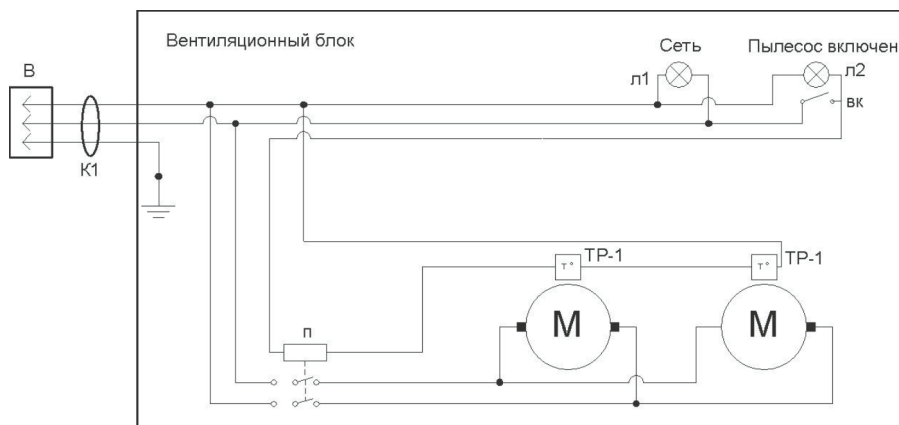 Вентиляционный блок
Сеть
Пылесос включен
В
л1
л2
вк
К1
ТР-1
ТР-1
т°
т°
М
М
п